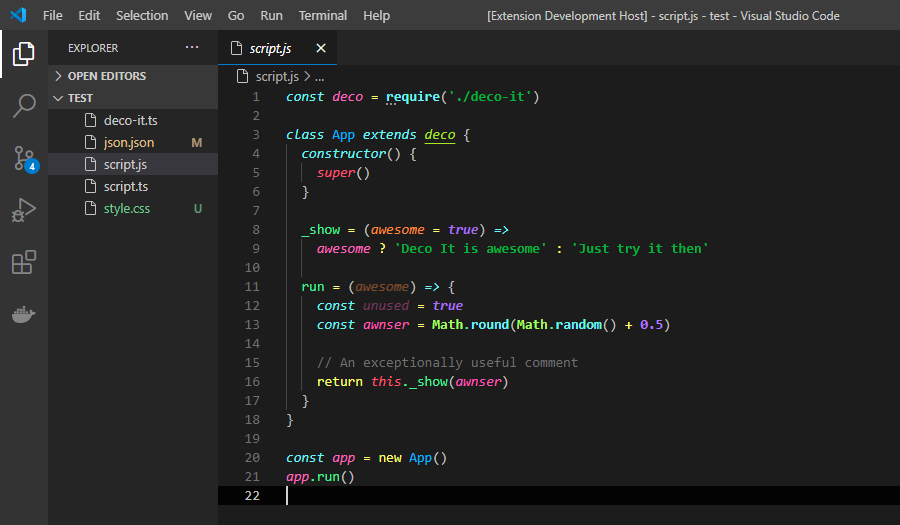 File Edit Selection View Go Run Terminal Help [Extension Development Host] - script.js - test - Visual Studio Code
EXPLORER ···
script.js ×
OPEN EDITORS
TEST
deco-it.ts
json.json M
script.js
script.ts
style.css U
4
script.js > ...
1 const deco = require('./deco-it')
2
3 class App extends deco {
4 constructor() {
5 super()
6 }
7
8 _show = (awesome = true) =>
9 awesome ? 'Deco It is awesome' : 'Just try it then'
10
11 run = (awesome) => {
12 const unused = true
13 const awnser = Math.round(Math.random() + 0.5)
14
15 // An exceptionally useful comment
16 return this._show(awnser)
17 }
18 }
19
20 const app = new App()
21 app.run()
22